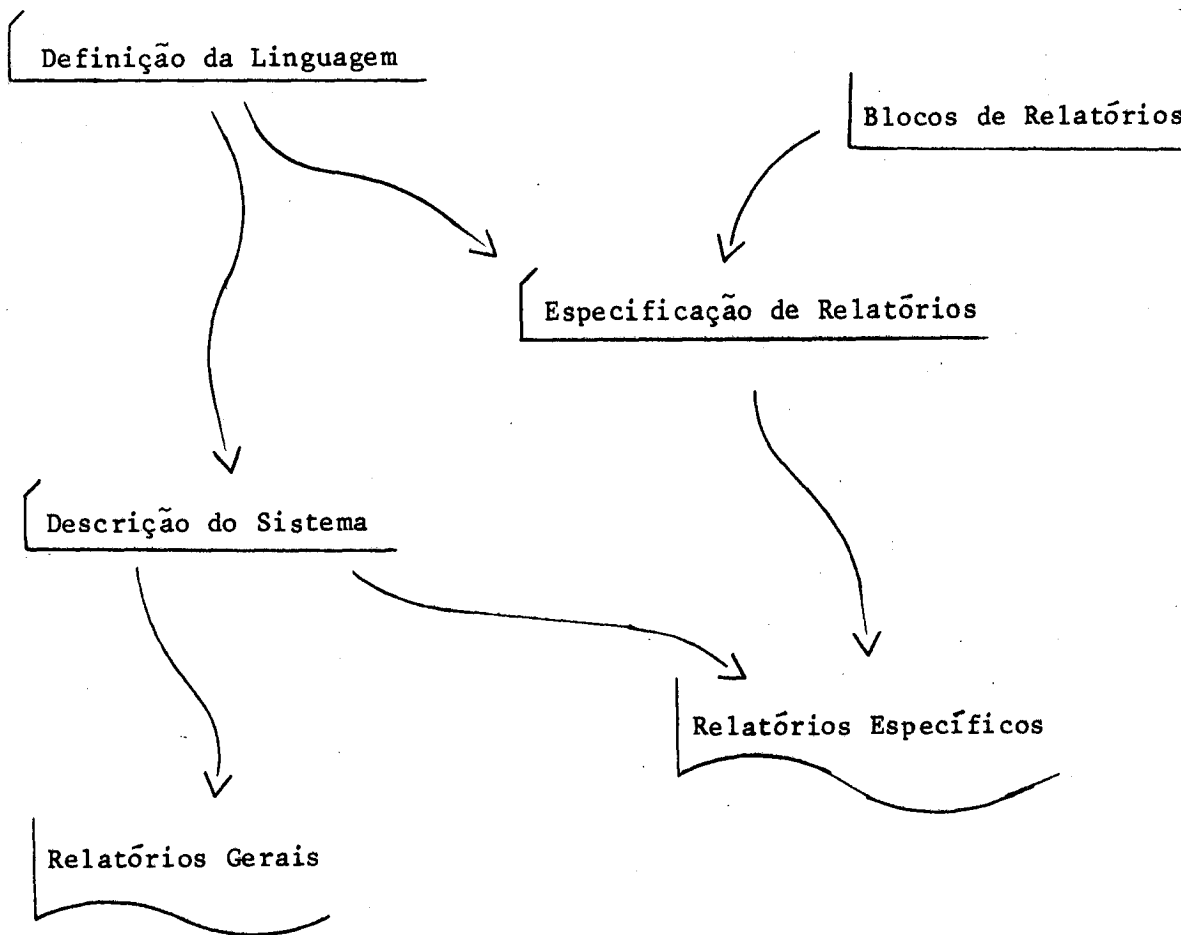 Definição da Linguagem
Blocos de Relatórios
Especificação de Relatórios
Descrição do Sistema
Relatórios Específicos
Relatórios Gerais